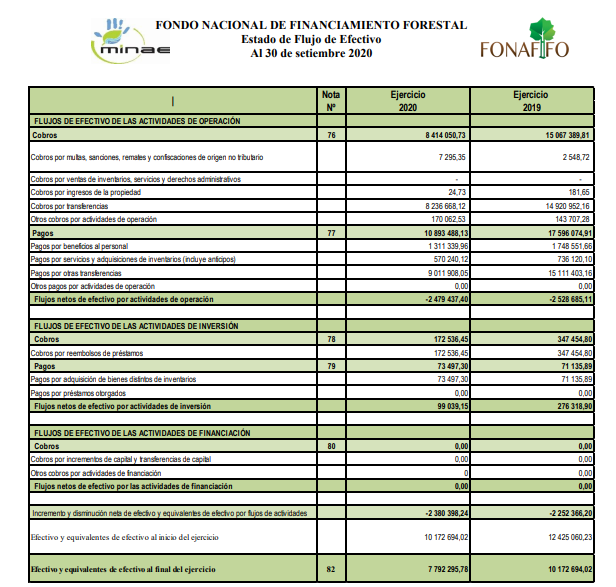 minae
FONDO NACIONAL DE FINANCIAMIENTO FORESTAL
Estado de Flujo de Efectivo
Al 30 de setiembre 2020
FONAFIFO
Nota Nº Ejercicio 2020 Ejercicio 2019
FLUJOS DE EFECTIVO DE LAS ACTIVIDADES DE OPERACIÓN
Cobros 76 8 414 050,73 15 067 389,81
Cobros por multas, sanciones, remates y confiscaciones de origen no tributario 7 295,35 2 548,72
Cobros por ventas de inventarios, servicios y derechos administrativos - -
Cobros por ingresos de la propiedad 24,73 181,65
Cobros por transferencias 8 236 668,12 14 920 952,16
Otros cobros por actividades de operación 170 062,53 143 707,28
Pagos 77 10 893 488,13 17 596 074,91
Pagos por beneficios al personal 1 311 339,96 1 748 551,66
Pagos por servicios y adquisiciones de inventarios (incluye anticipos) 570 240,12 736 120,10
Pagos por otras transferencias 9 011 908,05 15 111 403,16
Otros pagos por actividades de operación 0,00 0,00
Flujos netos de efectivo por actividades de operación -2 479 437,40 -2 528 685,11
FLUJOS DE EFECTIVO DE LAS ACTIVIDADES DE INVERSIÓN
Cobros 78 172 536,45 347 454,80
Cobros por reembolsos de préstamos 172 536,45 347 454,80
Pagos 79 73 497,30 71 135,89
Pagos por adquisición de bienes distintos de inventarios 73 497,30 71 135,89
Pagos por préstamos otorgados 0,00 0,00
Flujos netos de efectivo por actividades de inversión 99 039,15 276 318,90
FLUJOS DE EFECTIVO DE LAS ACTIVIDADES DE FINANCIACIÓN
Cobros 80 0,00 0,00
Cobros por incrementos de capital y transferencias de capital 0,00 0,00
Otros cobros por actividades de financiación 0 0,00
Flujos netos de efectivo por las actividades de financiación 0,00 0,00
Incremento y disminución neta de efectivo y equivalentes de efectivo por flujos de actividades -2 380 398,24 -2 252 366,20
Efectivo y equivalentes de efectivo al inicio del ejercicio 10 172 694,02 12 425 060,23
Efectivo y equivalentes de efectivo al final del ejercicio 82 7 792 295,78 10 172 694,02